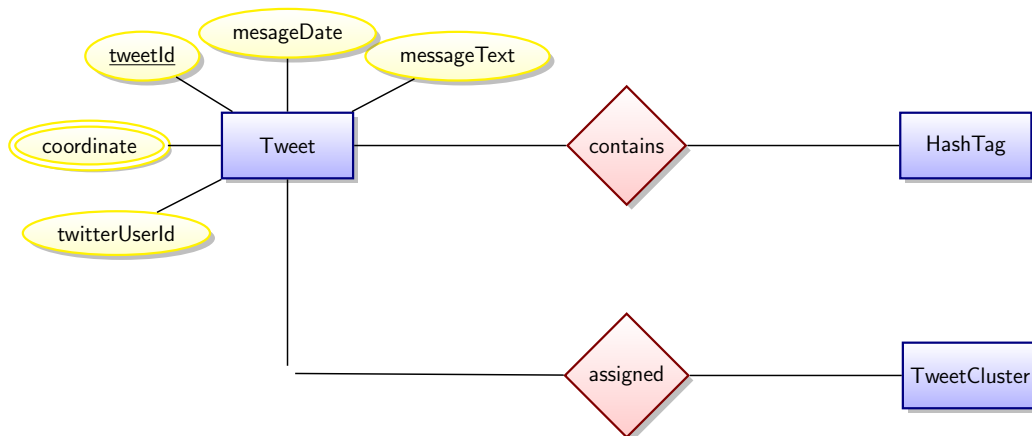 mesageDate
tweetId
messageText
coordinate
Tweet
contains
HashTag
twitterUserId
assigned
TweetCluster